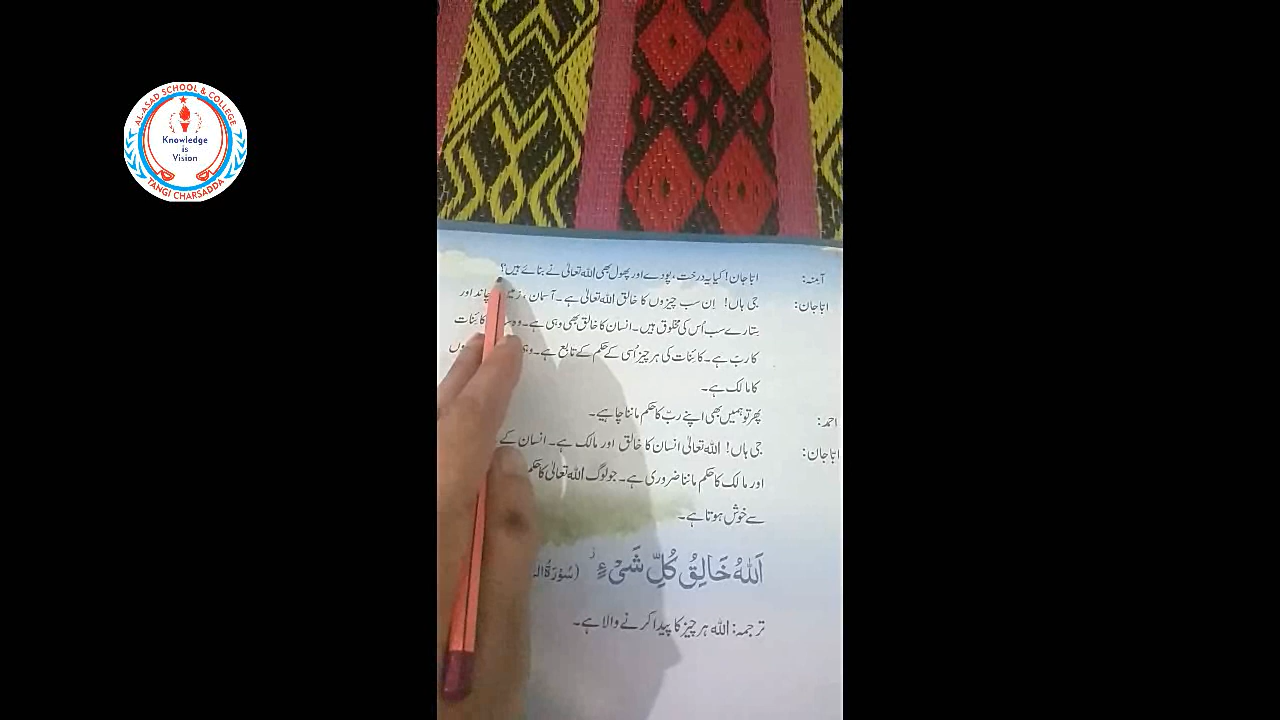 AL-ASAD SCHOOL & COLLEGE
Knowledge
is
Vision
TANGI CHARSADDA
آمنہ: ابّا جان! کیا یہ درخت، پودے اور پھول بھی اللہ تعالیٰ نے بنائے ہیں؟
ابّا جان: جی ہاں! اِن سب چیزوں کا خالق اللہ تعالیٰ ہے۔ آسمان، چاند اور
ستارے سب اُس کی مخلوق ہیں۔ انسان کا خالق بھی وہی ہے۔ وہ کائنات
کا ربّ ہے۔ کائنات کی ہر چیز اُسی کے حکم کے تابع ہے۔
کا مالک ہے۔
احمد: پھر تو ہمیں بھی اپنے ربّ کا حکم ماننا چاہیے۔
ابّا جان: جی ہاں! اللہ تعالیٰ انسان کا خالق اور مالک ہے۔ انسان کے
اور مالک کا حکم ماننا ضروری ہے۔ جو لوگ اللہ تعالیٰ کا حکم
سے خوش ہوتا ہے۔
اَللهُ خَالِقُ كُلِّ شَىْءٍ ز (سُوْرَةُ
ترجمہ: اللہ ہر چیز کا پیدا کرنے والا ہے۔